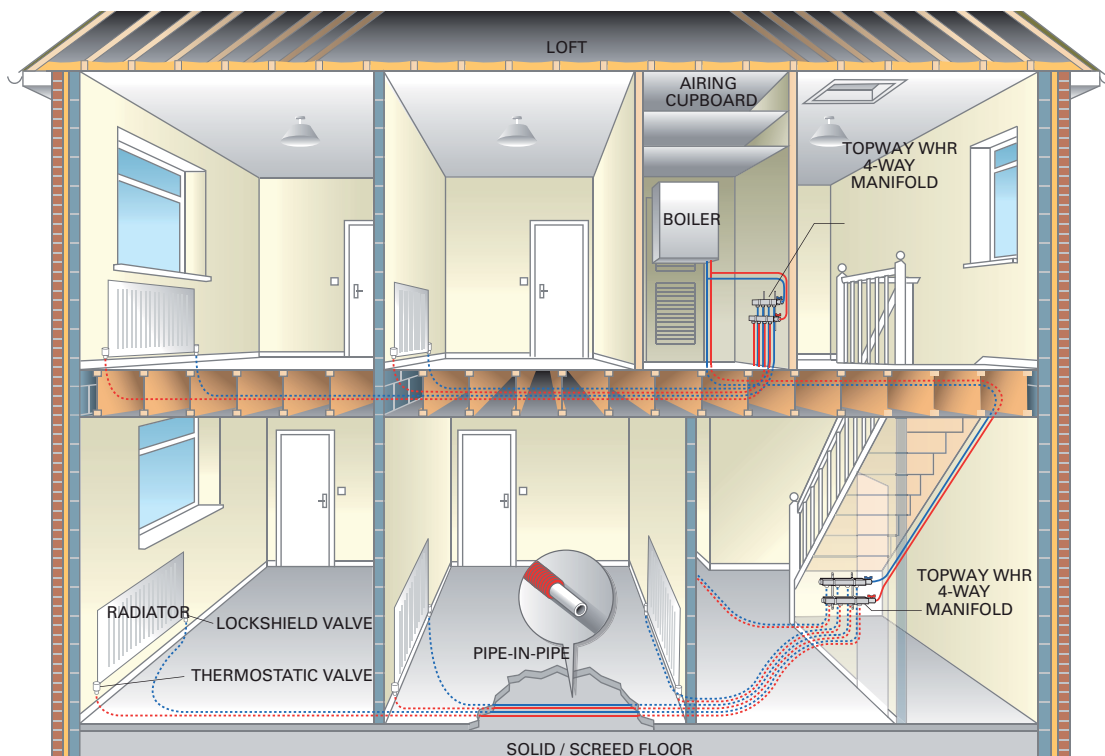 LOFT
AIRING
CUPBOARD
TOPWAY WHR
4-WAY
MANIFOLD
BOILER
TOPWAY WHR
4-WAY
MANIFOLD
RADIATOR
LOCKSHIELD VALVE
PIPE-IN-PIPE
THERMOSTATIC VALVE
SOLID / SCREED FLOOR